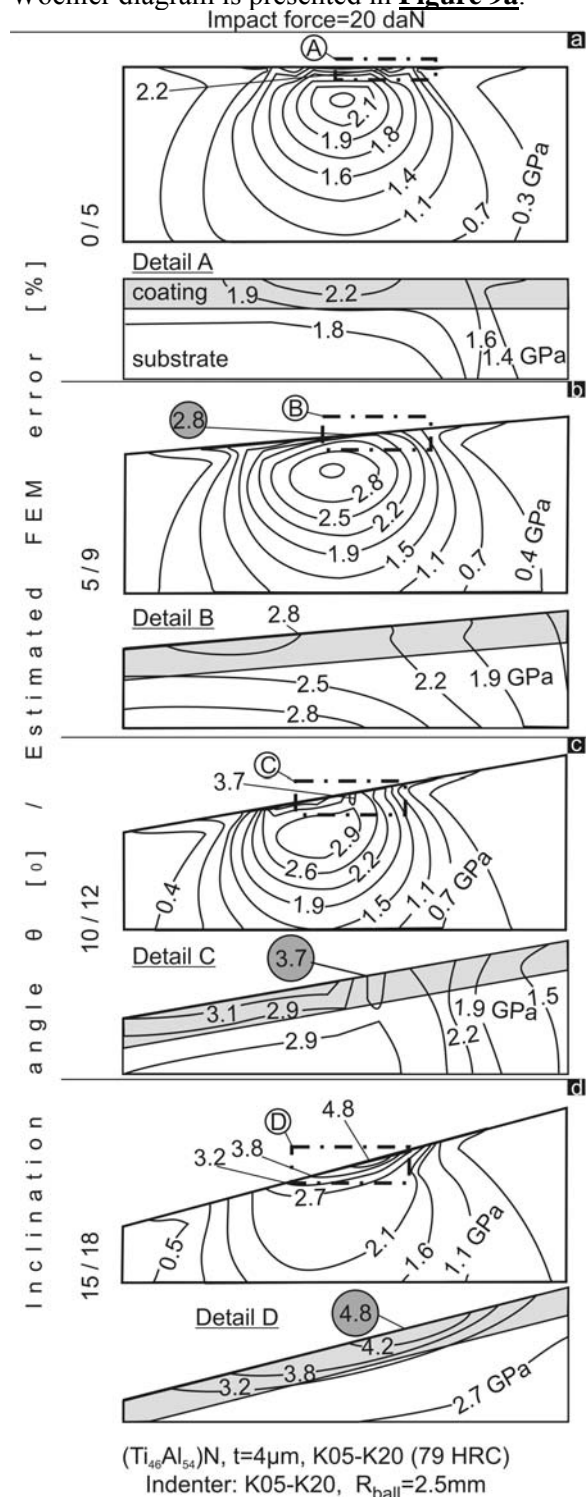 Woehler diagram is presented in Figure 9a.
Impact force=20 daN
a
A
2.2
2.1
1.9
1.8
1.6
1.4
1.1
0.7
0.3 GPa
0 / 5
Detail A
coating
1.9
2.2
1.8
1.6
substrate
1.4 GPa
b
2.8
B
2.8
2.5
2.2
1.9
1.5
1.1
0.7
0.4 GPa
5 / 9
Detail B
2.8
2.5
2.2
1.9 GPa
2.8
c
C
3.7
2.9
2.6
2.2
1.9
1.5
1.1
0.7 GPa
0.4
10 / 12
Detail C
3.7
3.1
2.9
2.9
2.2
1.9 GPa
1.5
d
D
4.8
3.8
3.2
2.7
2.1
1.6
1.1 GPa
0.5
15 / 18
Detail D
4.8
4.2
3.8
3.2
2.7 GPa
Inclination angle θ [o] / Estimated FEM error [%]
(Ti46Al54)N, t=4μm, K05-K20 (79 HRC)
Indenter: K05-K20, Rball=2.5mm